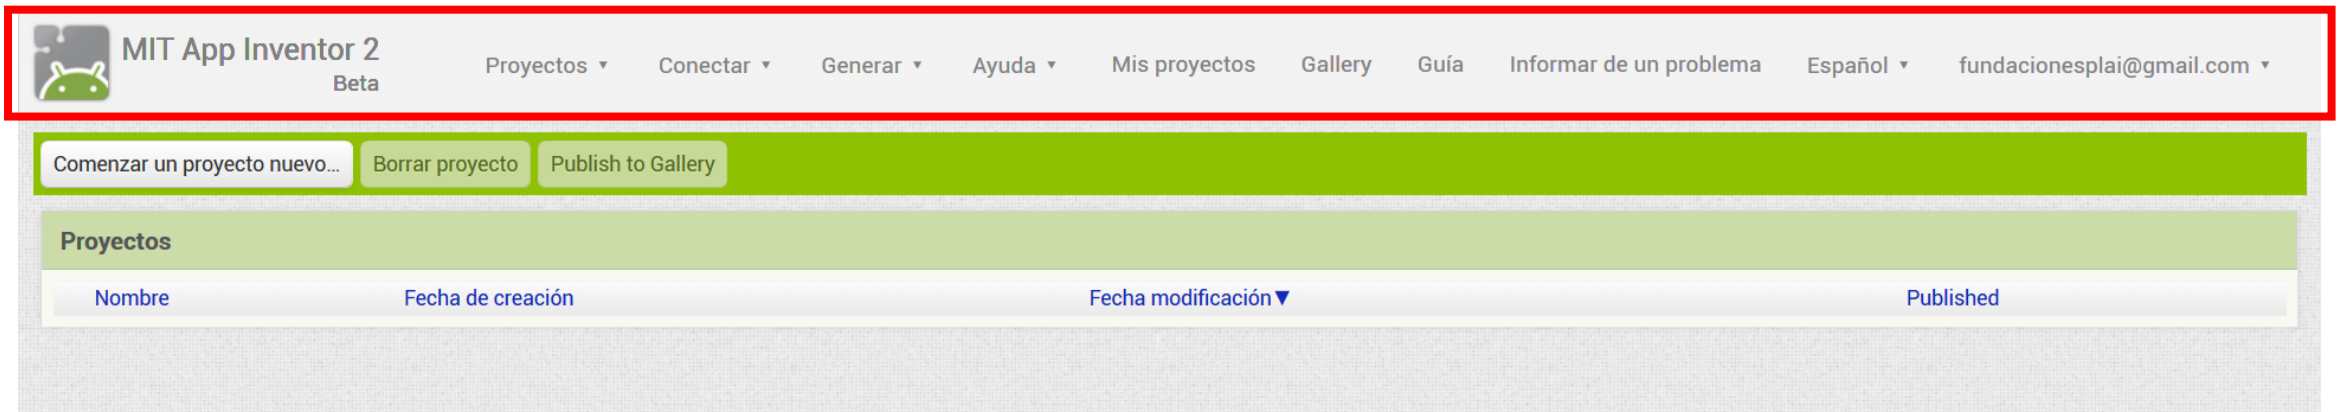 MIT App Inventor 2
Beta
Proyectos Conectar Generar Ayuda Mis proyectos Gallery Guía Informar de un problema Español fundacionesplai@gmail.com
Comenzar un proyecto nuevo... Borrar proyecto Publish to Gallery
Proyectos
Nombre Fecha de creación Fecha modificación▼ Published